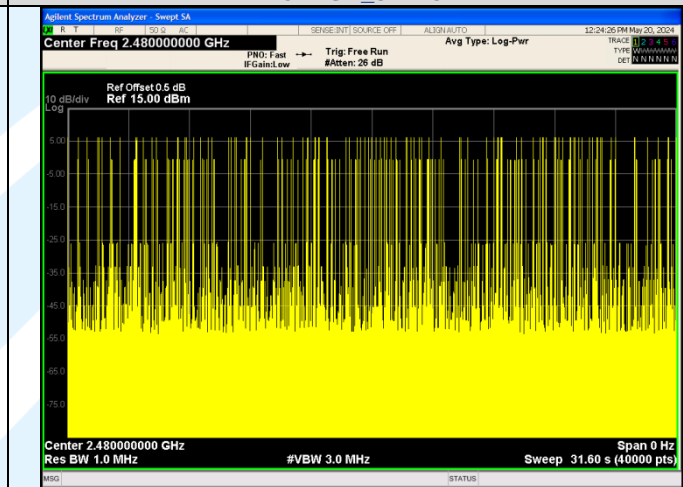 Agilent Spectrum Analyzer - Swept SA
R T RF 50 Ω AC SENSE:INT SOURCE OFF ALIGN AUTO 12:24:26 PM May 20, 2024
Center Freq 2.480000000 GHz
PNO: Fast
IFGain:Low
Trig: Free Run
#Atten: 26 dB
Avg Type: Log-Pwr
TRACE 1 2 3 4 5 6
TYPE WWWWWW
DET N N N N N N
Ref Offset 0.5 dB
10 dB/div Ref 15.00 dBm
Log
5.00
-5.00
-15.0
-25.0
-35.0
-45.0
-55.0
-65.0
-75.0
Center 2.480000000 GHz Span 0 Hz
Res BW 1.0 MHz #VBW 3.0 MHz Sweep 31.60 s (40000 pts)
MSG STATUS